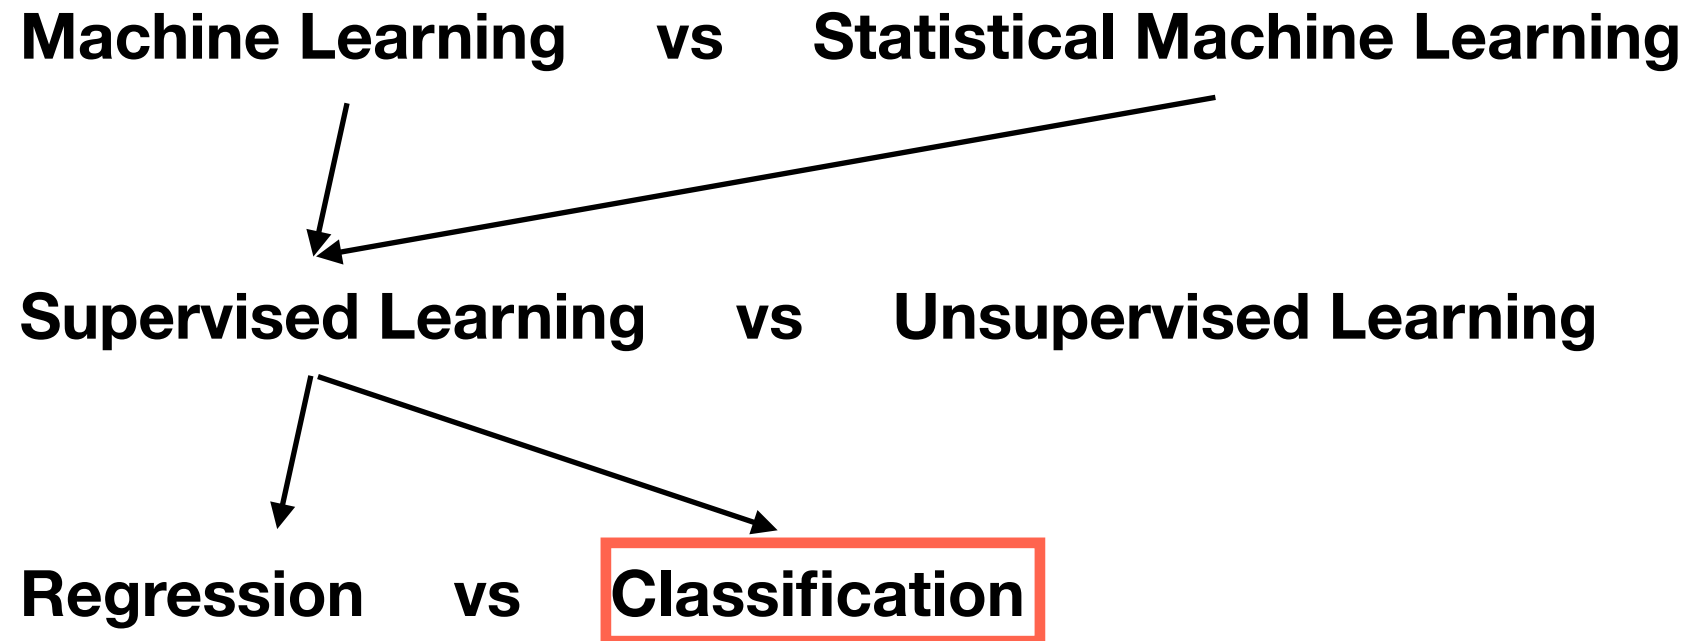 Machine Learning vs Statistical Machine Learning
Supervised Learning vs Unsupervised Learning
Regression vs Classification